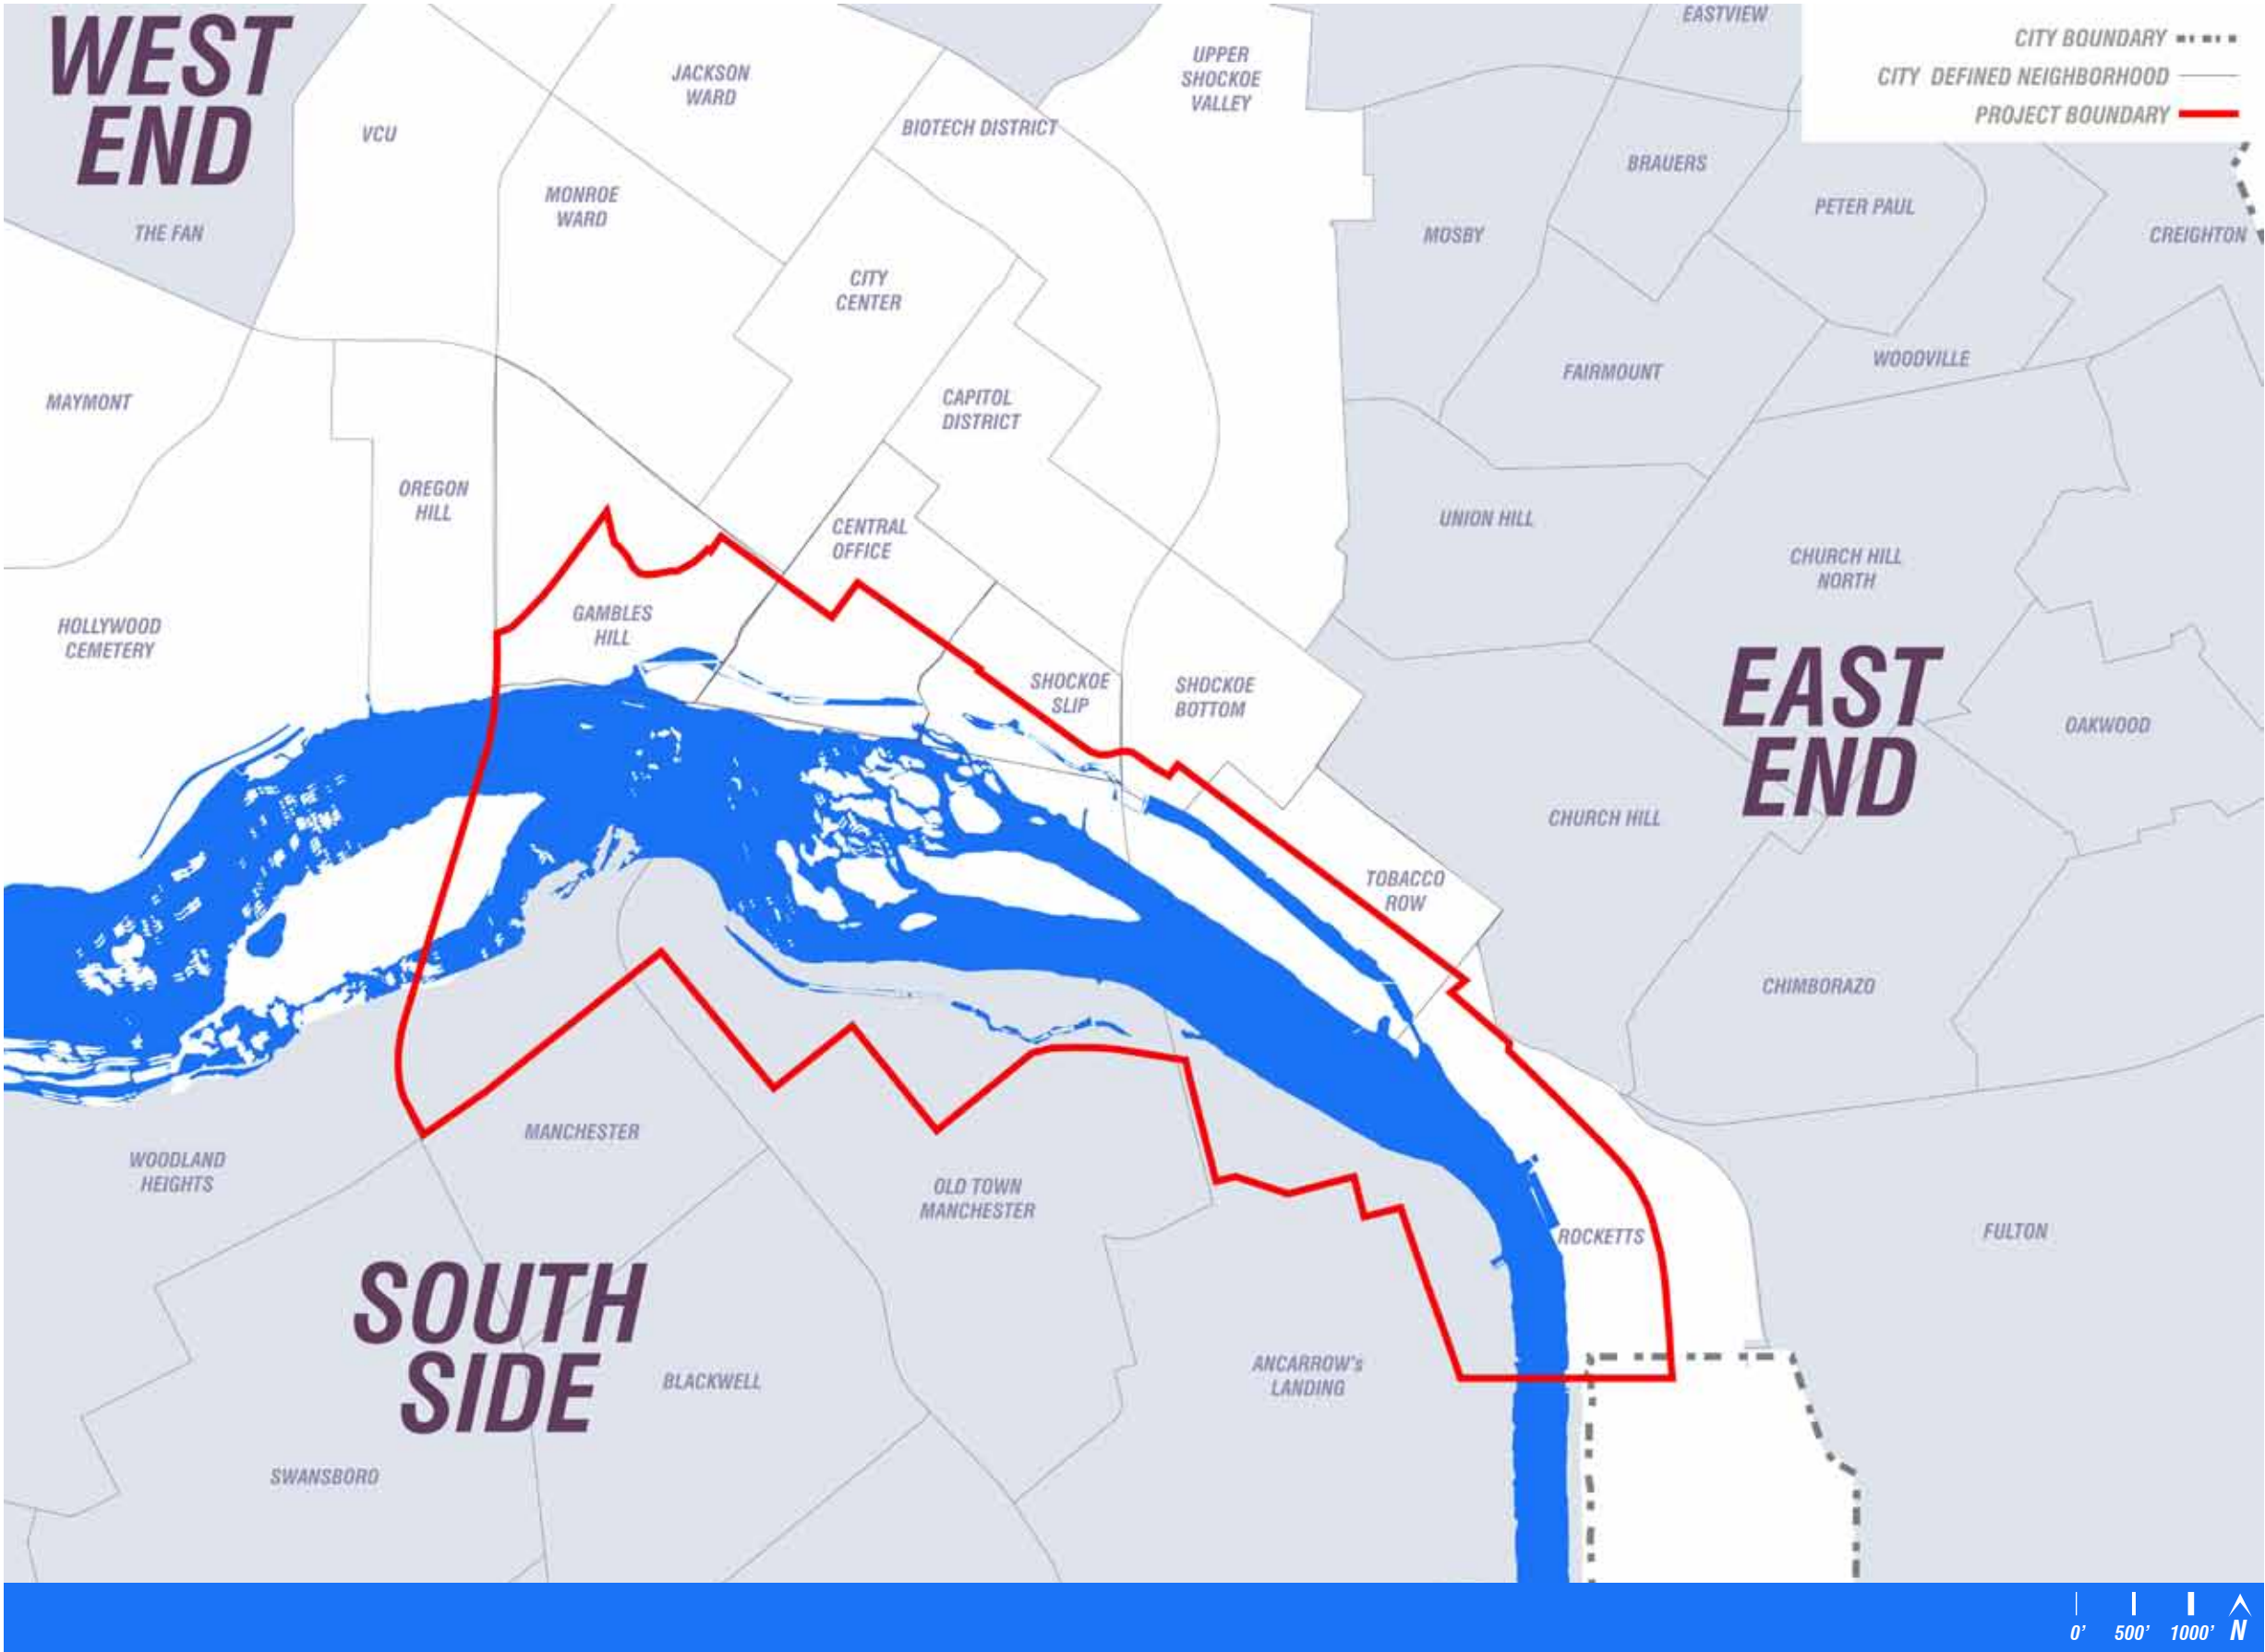 WEST
END
THE FAN
VCU
JACKSON
WARD
MONROE
WARD
BIOTECH DISTRICT
UPPER
SHOCKOE
VALLEY
EASTVIEW
CITY BOUNDARY
CITY DEFINED NEIGHBORHOOD
PROJECT BOUNDARY
BRAUERS
PETER PAUL
MOSBY
CREIGHTON
CITY
CENTER
CAPITOL
DISTRICT
FAIRMOUNT
WOODVILLE
MAYMONT
OREGON
HILL
CENTRAL
OFFICE
UNION HILL
CHURCH HILL
NORTH
HOLLYWOOD
CEMETERY
GAMBLES
HILL
SHOCKOE
SLIP
SHOCKOE
BOTTOM
EAST
END
OAKWOOD
CHURCH HILL
TOBACCO
ROW
CHIMBORAZO
MANCHESTER
WOODLAND
HEIGHTS
OLD TOWN
MANCHESTER
ROCKETTS
FULTON
SOUTH
SIDE
BLACKWELL
ANCARROW's
LANDING
SWANSBORO
0' 500' 1000' N